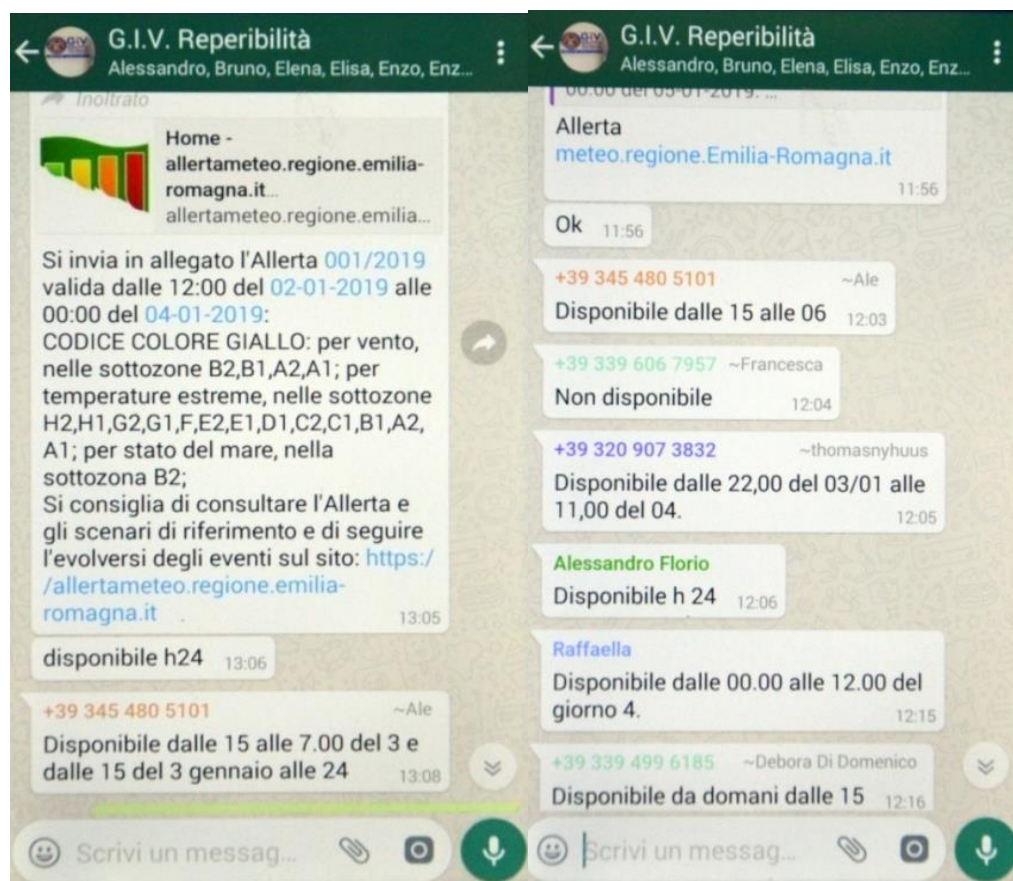 G.I.V. Reperibilità
Alessandro, Bruno, Elena, Elisa, Enzo, Enz...
Inoltrato
Home -
allertameteo.regione.emilia-
romagna.it...
allertameteo.regione.emilia...
Si invia in allegato l'Allerta 001/2019
valida dalle 12:00 del 02-01-2019 alle
00:00 del 04-01-2019:
CODICE COLORE GIALLO: per vento,
nelle sottozone B2,B1,A2,A1; per
temperature estreme, nelle sottozone
H2,H1,G2,G1,F,E2,E1,D1,C2,C1,B1,A2,
A1; per stato del mare, nella
sottozona B2;
Si consiglia di consultare l'Allerta e
gli scenari di riferimento e di seguire
l'evolversi degli eventi sul sito: https:/
/allertameteo.regione.emilia-
romagna.it
13:05
disponibile h24 13:06
+39 345 480 5101 ~Ale
Disponibile dalle 15 alle 7.00 del 3 e
dalle 15 del 3 gennaio alle 24 13:08
Scrivi un messag...
G.I.V. Reperibilità
Alessandro, Bruno, Elena, Elisa, Enzo, Enz...
00:00 del 05-01-2019. ...
Allerta
meteo.regione.Emilia-Romagna.it
11:56
Ok 11:56
+39 345 480 5101 ~Ale
Disponibile dalle 15 alle 06 12:03
+39 339 606 7957 ~Francesca
Non disponibile 12:04
+39 320 907 3832 ~thomasnyhuus
Disponibile dalle 22,00 del 03/01 alle
11,00 del 04. 12:05
Alessandro Florio
Disponibile h 24 12:06
Raffaella
Disponibile dalle 00.00 alle 12.00 del
giorno 4. 12:15
+39 339 499 6185 ~Debora Di Domenico
Disponibile da domani dalle 15 12:16
Scrivi un messag...